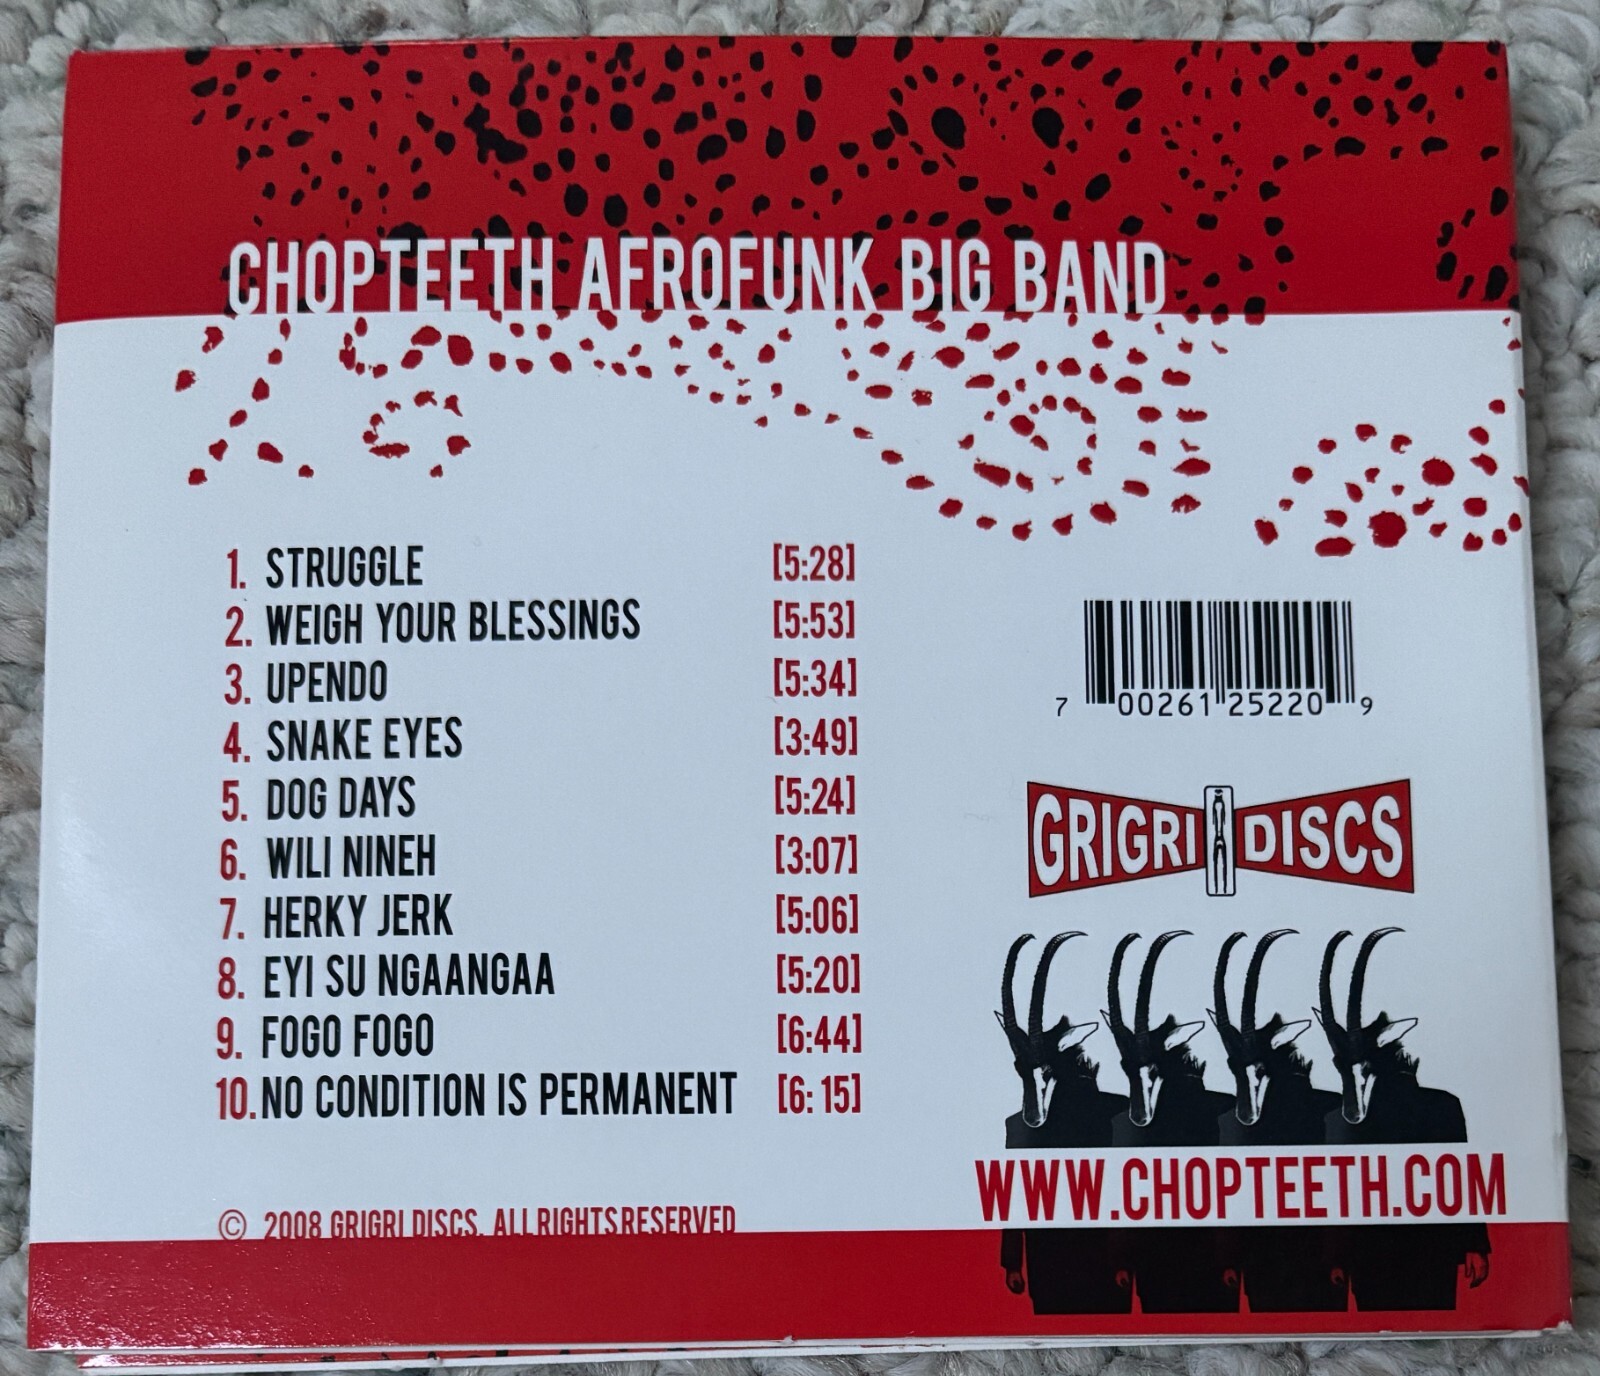 CHOPTEETH AFROFUNK BIG BAND
1. STRUGGLE [5:28]
2. WEIGH YOUR BLESSINGS [5:53]
3. UPENDO [5:34]
4. SNAKE EYES [3:49]
5. DOG DAYS [5:24]
6. WILI NINEH [3:07]
7. HERKY JERK [5:06]
8. EYI SU NGAANGAA [5:20]
9. FOGO FOGO [6:44]
10. NO CONDITION IS PERMANENT [6: 15]
7 00261 25220 9
GRIGRI DISCS
WWW.CHOPTEETH.COM
© 2008 GRIGRI DISCS. ALL RIGHTS RESERVED